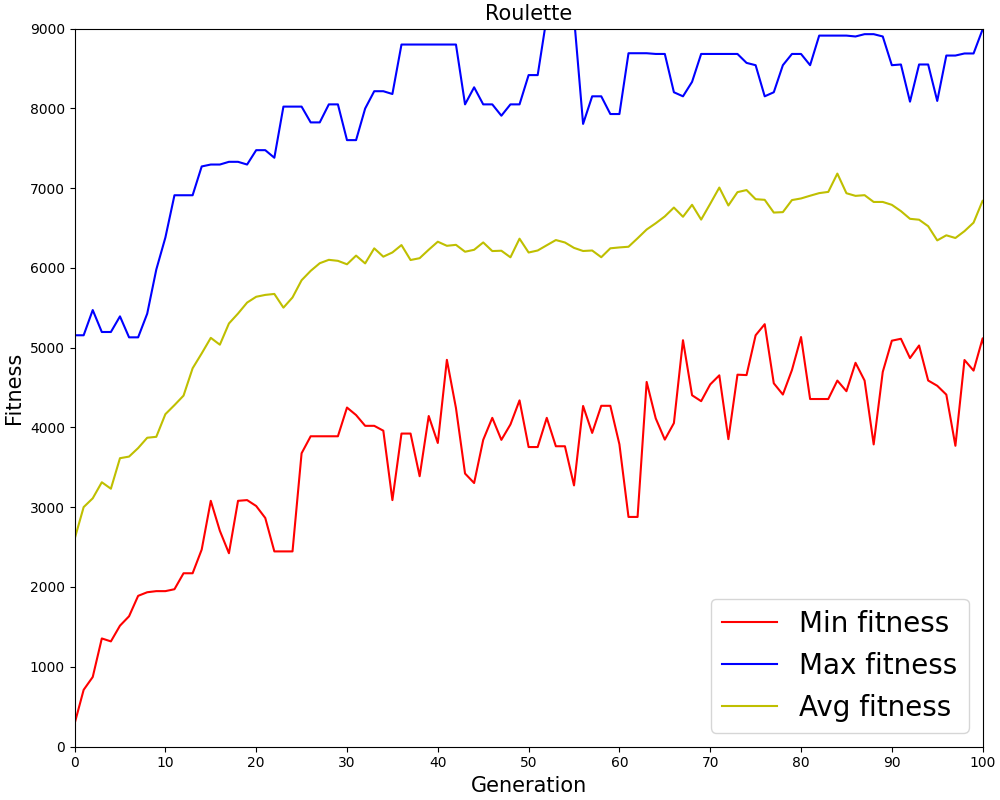 Roulette
9000
8000
7000
6000
5000
4000
3000
2000
1000
0
Fitness
0 10 20 30 40 50 60 70 80 90 100
Generation
Min fitness
Max fitness
Avg fitness